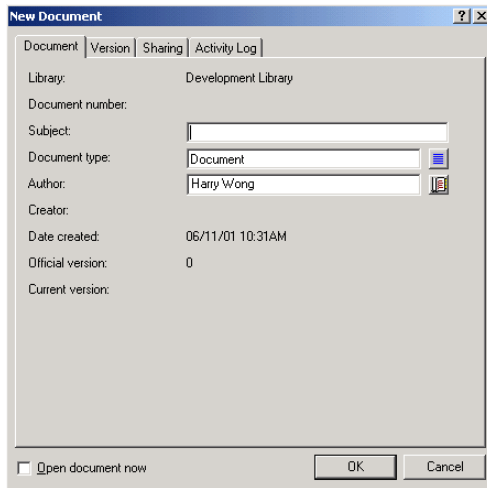 New Document
Document Version Sharing Activity Log
Library: Development Library
Document number:
Subject:
Document type: Document
Author: Harry Wong
Creator:
Date created: 06/11/01 10:31AM
Official version: 0
Current version:
Open document now OK Cancel